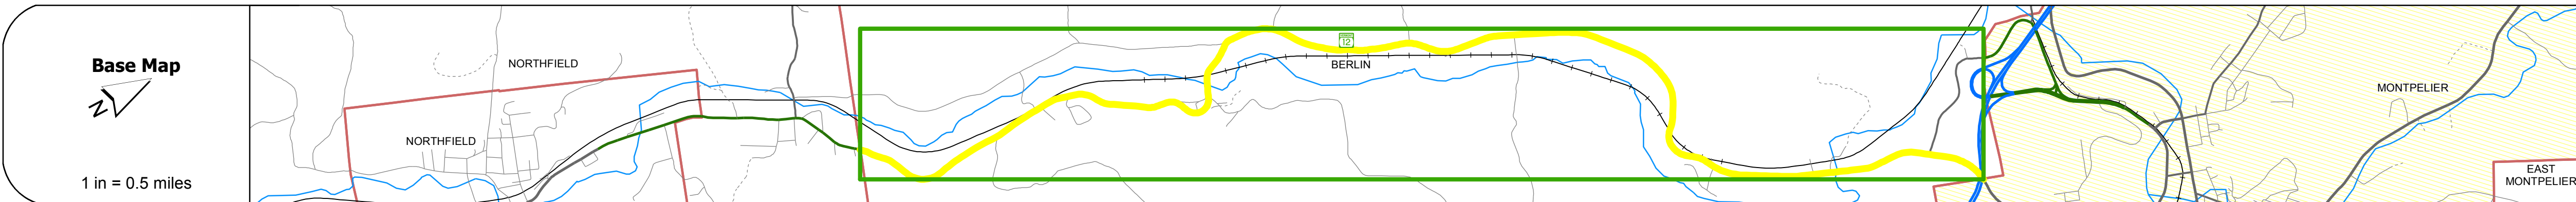 Base Map
N
1 in = 0.5 miles
NORTHFIELD
NORTHFIELD
12
BERLIN
MONTPELIER
EAST
MONTPELIER